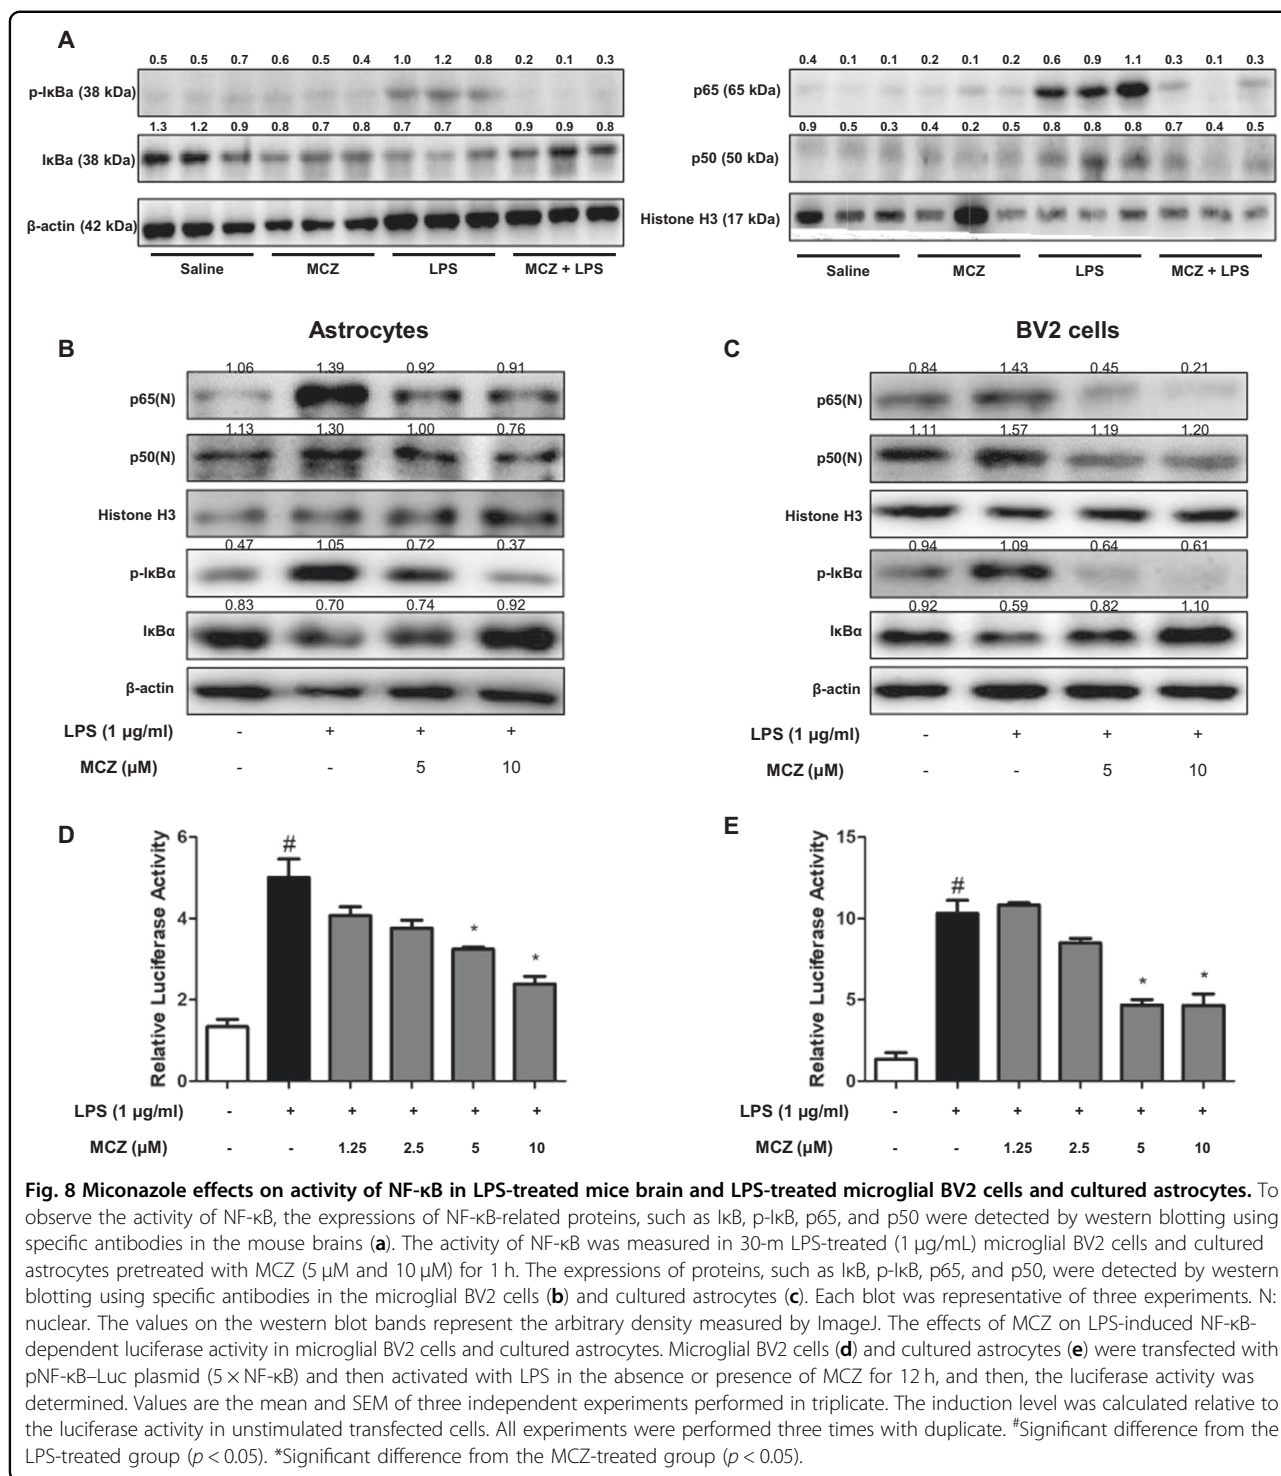 A
0.5 0.5 0.7 0.6 0.5 0.4 1.0 1.2 0.8 0.2 0.1 0.3
p-IκBa (38 kDa)
1.3 1.2 0.9 0.8 0.7 0.8 0.7 0.7 0.8 0.9 0.9 0.8
IκBa (38 kDa)
β-actin (42 kDa)
Saline MCZ LPS MCZ + LPS
0.4 0.1 0.1 0.2 0.1 0.2 0.6 0.9 1.1 0.3 0.1 0.3
p65 (65 kDa)
0.9 0.5 0.3 0.4 0.2 0.5 0.8 0.8 0.8 0.7 0.4 0.5
p50 (50 kDa)
Histone H3 (17 kDa)
Saline MCZ LPS MCZ + LPS
B
Astrocytes
1.06 1.39 0.92 0.91
p65(N)
1.13 1.30 1.00 0.76
p50(N)
Histone H3
0.47 1.05 0.72 0.37
p-IκBα
0.83 0.70 0.74 0.92
IκBα
β-actin
LPS (1 µg/ml) - + + +
MCZ (µM) - - 5 10
C
BV2 cells
0.84 1.43 0.45 0.21
p65(N)
1.11 1.57 1.19 1.20
p50(N)
Histone H3
0.94 1.09 0.64 0.61
p-IκBα
0.92 0.59 0.82 1.10
IκBα
β-actin
LPS (1 µg/ml) - + + +
MCZ (µM) - - 5 10
D
Relative Luciferase Activity
6
4
2
0
#
*
*
LPS (1 µg/ml) - + + + + +
MCZ (µM) - - 1.25 2.5 5 10
E
Relative Luciferase Activity
15
10
5
0
#
*
*
LPS (1 µg/ml) - + + + + +
MCZ (µM) - - 1.25 2.5 5 10
Fig. 8 Miconazole effects on activity of NF-κB in LPS-treated mice brain and LPS-treated microglial BV2 cells and cultured astrocytes. To
observe the activity of NF-κB, the expressions of NF-κB-related proteins, such as IκB, p-IκB, p65, and p50 were detected by western blotting using
specific antibodies in the mouse brains (a). The activity of NF-κB was measured in 30-m LPS-treated (1 µg/mL) microglial BV2 cells and cultured
astrocytes pretreated with MCZ (5 µM and 10 µM) for 1 h. The expressions of proteins, such as IκB, p-IκB, p65, and p50, were detected by western
blotting using specific antibodies in the microglial BV2 cells (b) and cultured astrocytes (c). Each blot was representative of three experiments. N:
nuclear. The values on the western blot bands represent the arbitrary density measured by ImageJ. The effects of MCZ on LPS-induced NF-κB-
dependent luciferase activity in microglial BV2 cells and cultured astrocytes. Microglial BV2 cells (d) and cultured astrocytes (e) were transfected with
pNF-κB–Luc plasmid (5 × NF-κB) and then activated with LPS in the absence or presence of MCZ for 12 h, and then, the luciferase activity was
determined. Values are the mean and SEM of three independent experiments performed in triplicate. The induction level was calculated relative to
the luciferase activity in unstimulated transfected cells. All experiments were performed three times with duplicate. #Significant difference from the
LPS-treated group (p < 0.05). *Significant difference from the MCZ-treated group (p < 0.05).